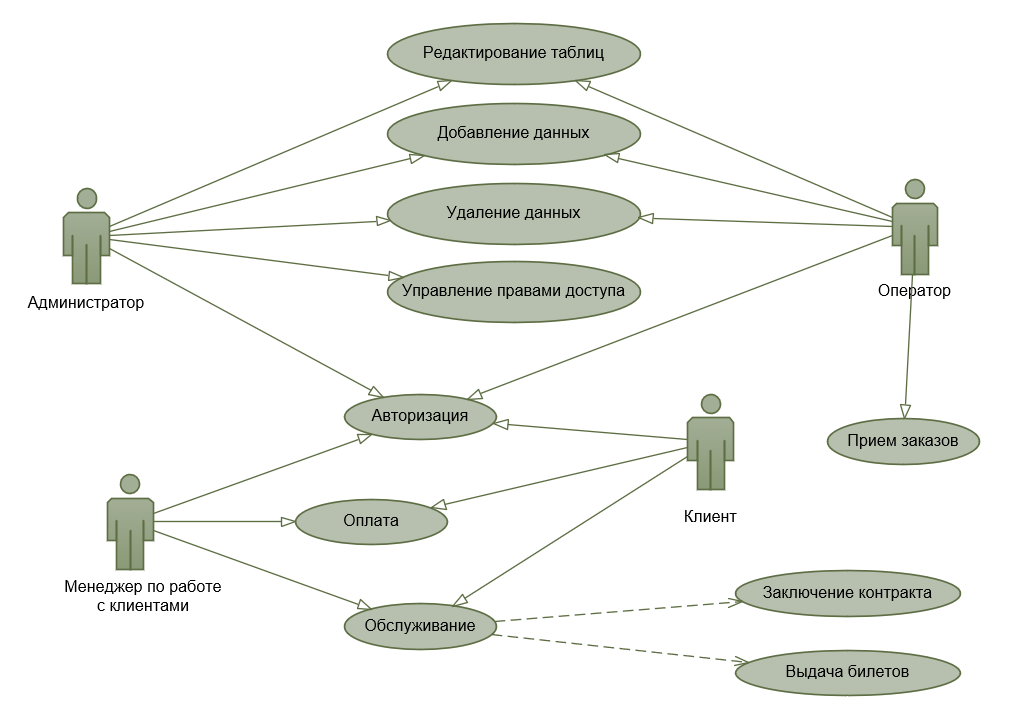 Редактирование таблиц
Добавление данных
Удаление данных
Управление правами доступа
Администратор
Оператор
Авторизация
Прием заказов
Клиент
Оплата
Менеджер по работе
с клиентами
Обслуживание
Заключение контракта
Выдача билетов